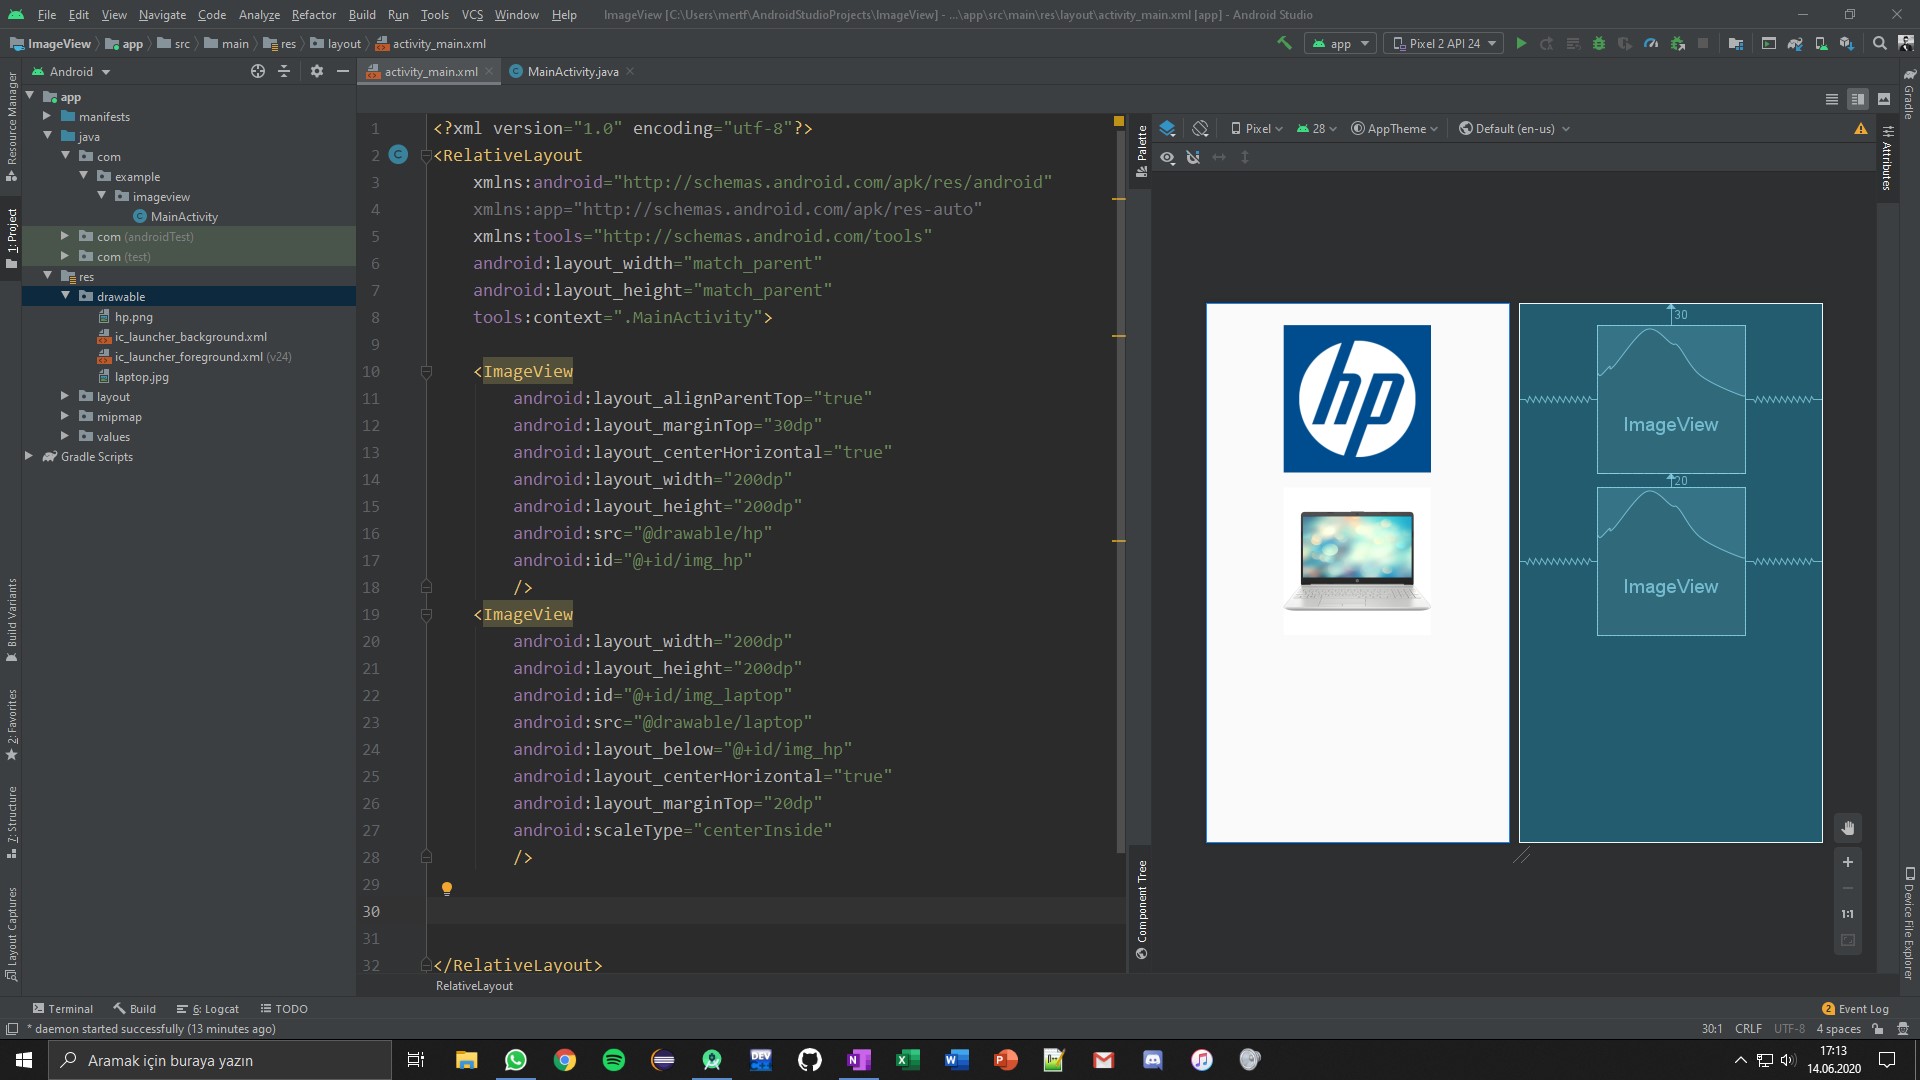 File Edit View Navigate Code Analyze Refactor Build Run Tools VCS Window Help ImageView [C:\Users\mertf\AndroidStudioProjects\ImageView] - ...\app\src\main\res\layout\activity_main.xml [app] - Android Studio
ImageView app src main res layout activity_main.xml app Pixel 2 API 24
Android activity_main.xml MainActivity.java
Resource Manager
1: Project
Build Variants
2: Favorites
7: Structure
Layout Captures
app
manifests
java
com
example
imageview
MainActivity
com (androidTest)
com (test)
res
drawable
hp.png
ic_launcher_background.xml
ic_launcher_foreground.xml (v24)
laptop.jpg
layout
mipmap
values
Gradle Scripts
1 <?xml version="1.0" encoding="utf-8"?>
2 <RelativeLayout
3 xmlns:android="http://schemas.android.com/apk/res/android"
4 xmlns:app="http://schemas.android.com/apk/res-auto"
5 xmlns:tools="http://schemas.android.com/tools"
6 android:layout_width="match_parent"
7 android:layout_height="match_parent"
8 tools:context=".MainActivity">
9
10 <ImageView
11 android:layout_alignParentTop="true"
12 android:layout_marginTop="30dp"
13 android:layout_centerHorizontal="true"
14 android:layout_width="200dp"
15 android:layout_height="200dp"
16 android:src="@drawable/hp"
17 android:id="@+id/img_hp"
18 />
19 <ImageView
20 android:layout_width="200dp"
21 android:layout_height="200dp"
22 android:id="@+id/img_laptop"
23 android:src="@drawable/laptop"
24 android:layout_below="@+id/img_hp"
25 android:layout_centerHorizontal="true"
26 android:layout_marginTop="20dp"
27 android:scaleType="centerInside"
28 />
29
30
31
32 </RelativeLayout>
RelativeLayout
Palette
Component Tree
Pixel 28 AppTheme Default (en-us)
hp
30
ImageView
20
ImageView
1:1
Gradle
Attributes
Device File Explorer
Terminal Build 6: Logcat TODO 2 Event Log
* daemon started successfully (13 minutes ago) 30:1 CRLF UTF-8 4 spaces
Aramak için buraya yazın
DEV
17:13
14.06.2020